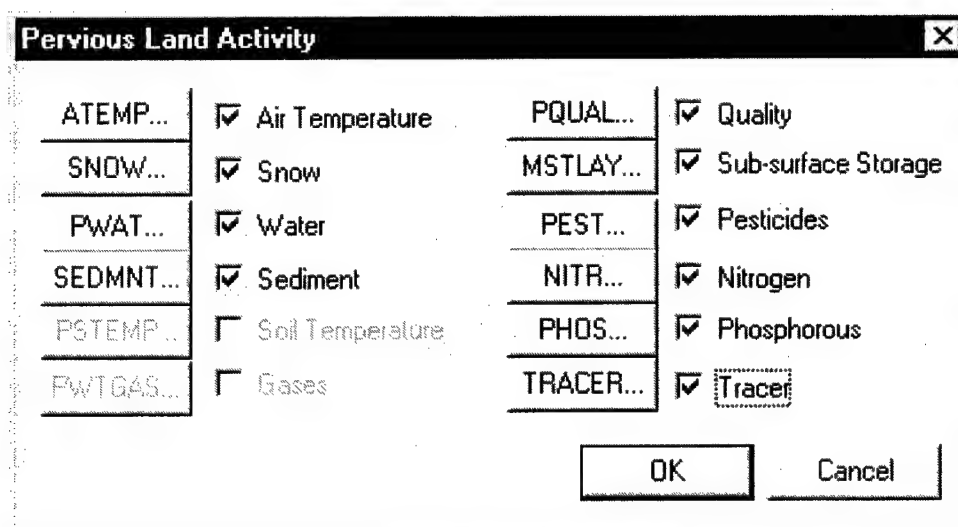 Pervious Land Activity
ATEMP... Air Temperature PQUAL... Quality
SNOW... Snow MSTLAY... Sub-surface Storage
PWAT... Water PEST... Pesticides
SEDMNT... Sediment NITR... Nitrogen
PSTEMP... Soil Temperature PHOS... Phosphorous
PWTGAS... Gases TRACER... Tracer
OK Cancel